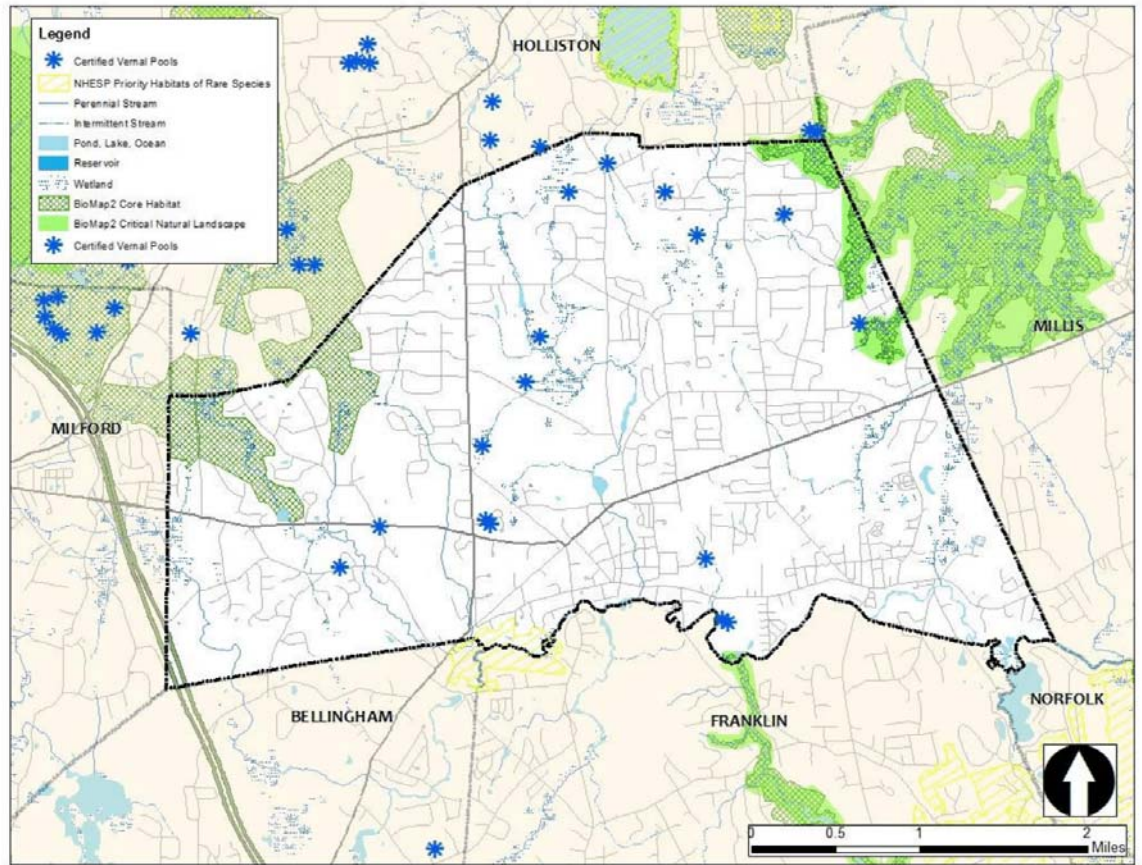 Legend
Certified Vernal Pools
NHESP Priority Habitats of Rare Species
Perennial Stream
Intermittent Stream
Pond, Lake, Ocean
Reservoir
Wetland
BioMap2 Core Habitat
BioMap2 Critical Natural Landscape
Certified Vernal Pools
HOLLISTON
MILLIS
MILFORD
NORFOLK
BELLINGHAM
FRANKLIN
0 0.5 1 2
Miles